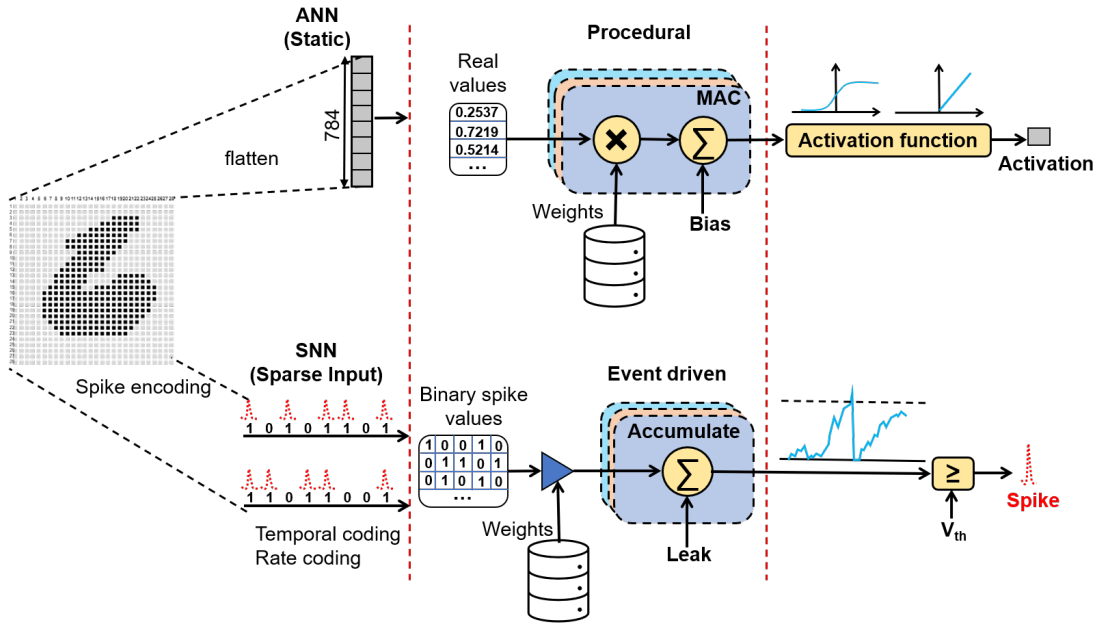 ANN
(Static)
784
flatten
Real
values
0.2537
0.7219
0.5214
...
Procedural
MAC
×
∑
Weights
Bias
Activation function
Activation
Spike encoding
SNN
(Sparse Input)
1 0 1 0 1 1 0 1
1 1 0 1 1 0 0 1
Temporal coding
Rate coding
Binary spike
values
1 0 0 1 0
0 1 1 0 1
0 1 0 1 0
...
Weights
Event driven
Accumulate
∑
Leak
≥
Vth
Spike